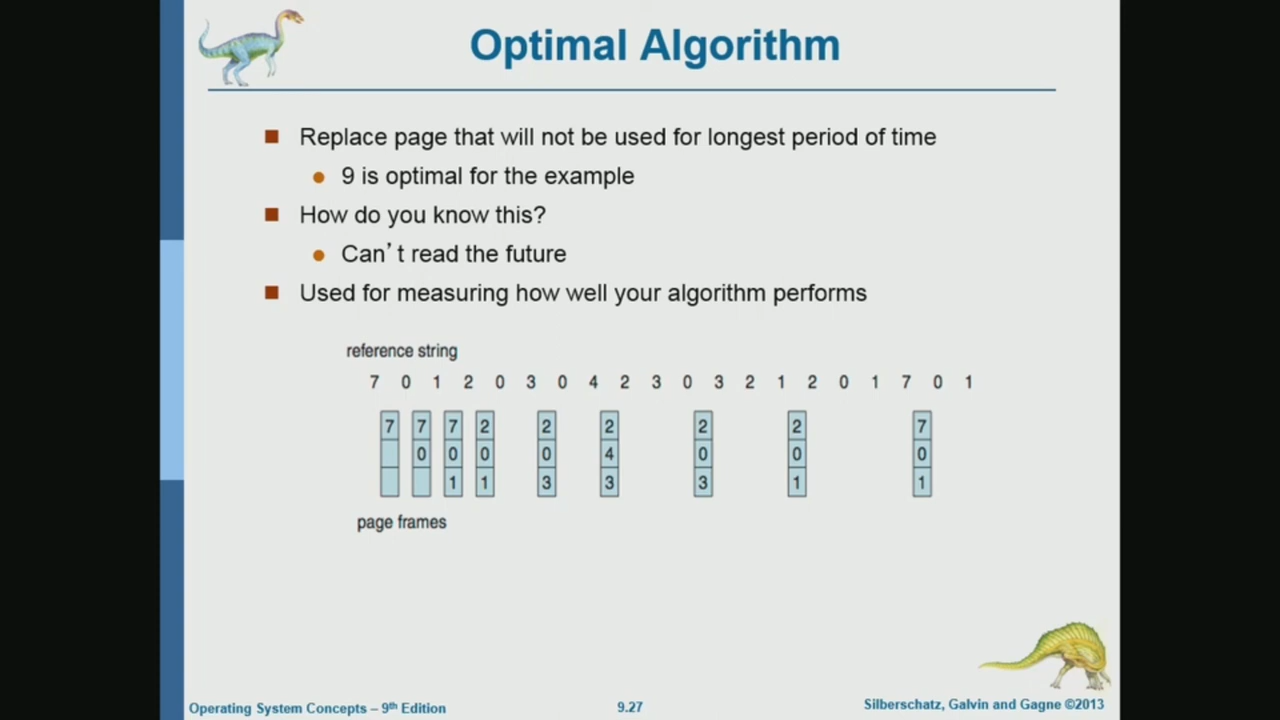 Optimal Algorithm
Replace page that will not be used for longest period of time
9 is optimal for the example
How do you know this?
Can't read the future
Used for measuring how well your algorithm performs
reference string
7 0 1 2 0 3 0 4 2 3 0 3 2 1 2 0 1 7 0 1
7 7 7 2 2 2 2 2 7
0 0 0 0 4 0 0 0
1 1 3 3 3 1 1
page frames
Operating System Concepts – 9th Edition
9.27
Silberschatz, Galvin and Gagne ©2013